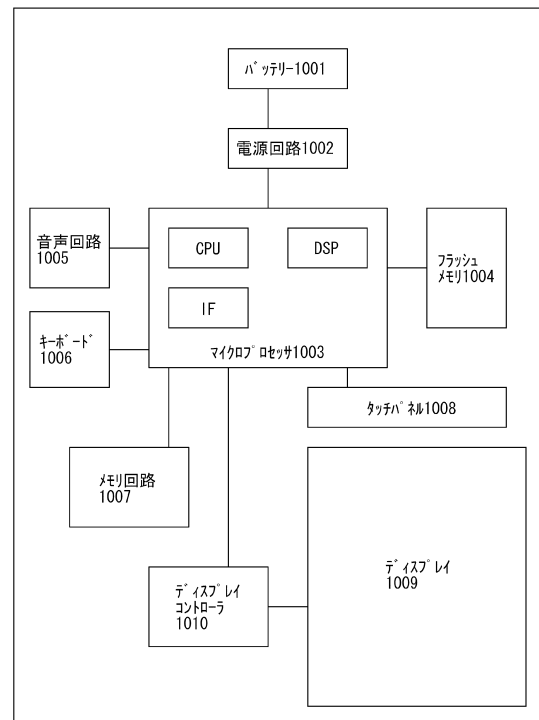 ﾊﾞｯﾃﾘｰ1001
電源回路1002
音声回路
1005
CPU
DSP
IF
ﾏｲｸﾛﾌﾟﾛｾｯｻ1003
ﾌﾗｯｼｭ
ﾒﾓﾘ1004
ｷｰﾎﾞｰﾄﾞ
1006
ﾀｯﾁﾊﾟﾈﾙ1008
ﾒﾓﾘ回路
1007
ﾃﾞｨｽﾌﾟﾚｲ
1009
ﾃﾞｨｽﾌﾟﾚｲ
ｺﾝﾄﾛｰﾗ
1010